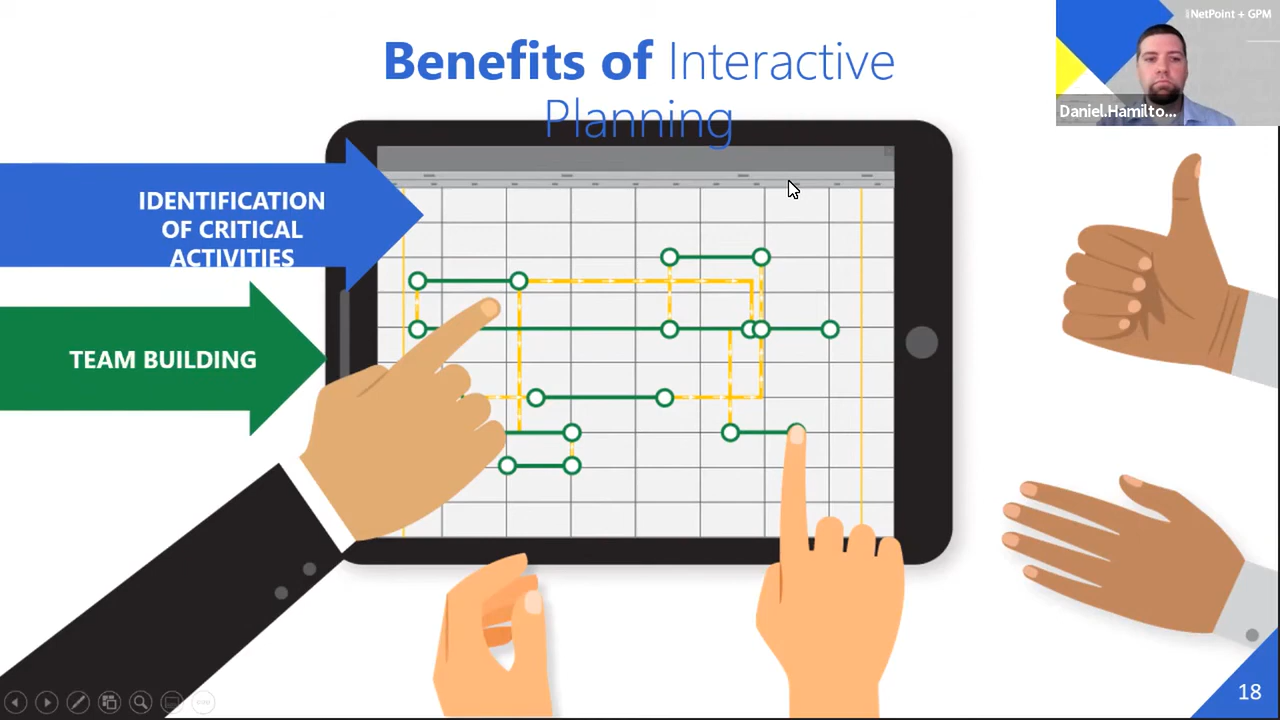 Benefits of Interactive
Planning
NetPoint + GPM
Daniel.Hamilto...
IDENTIFICATION
OF CRITICAL
ACTIVITIES
TEAM BUILDING
18